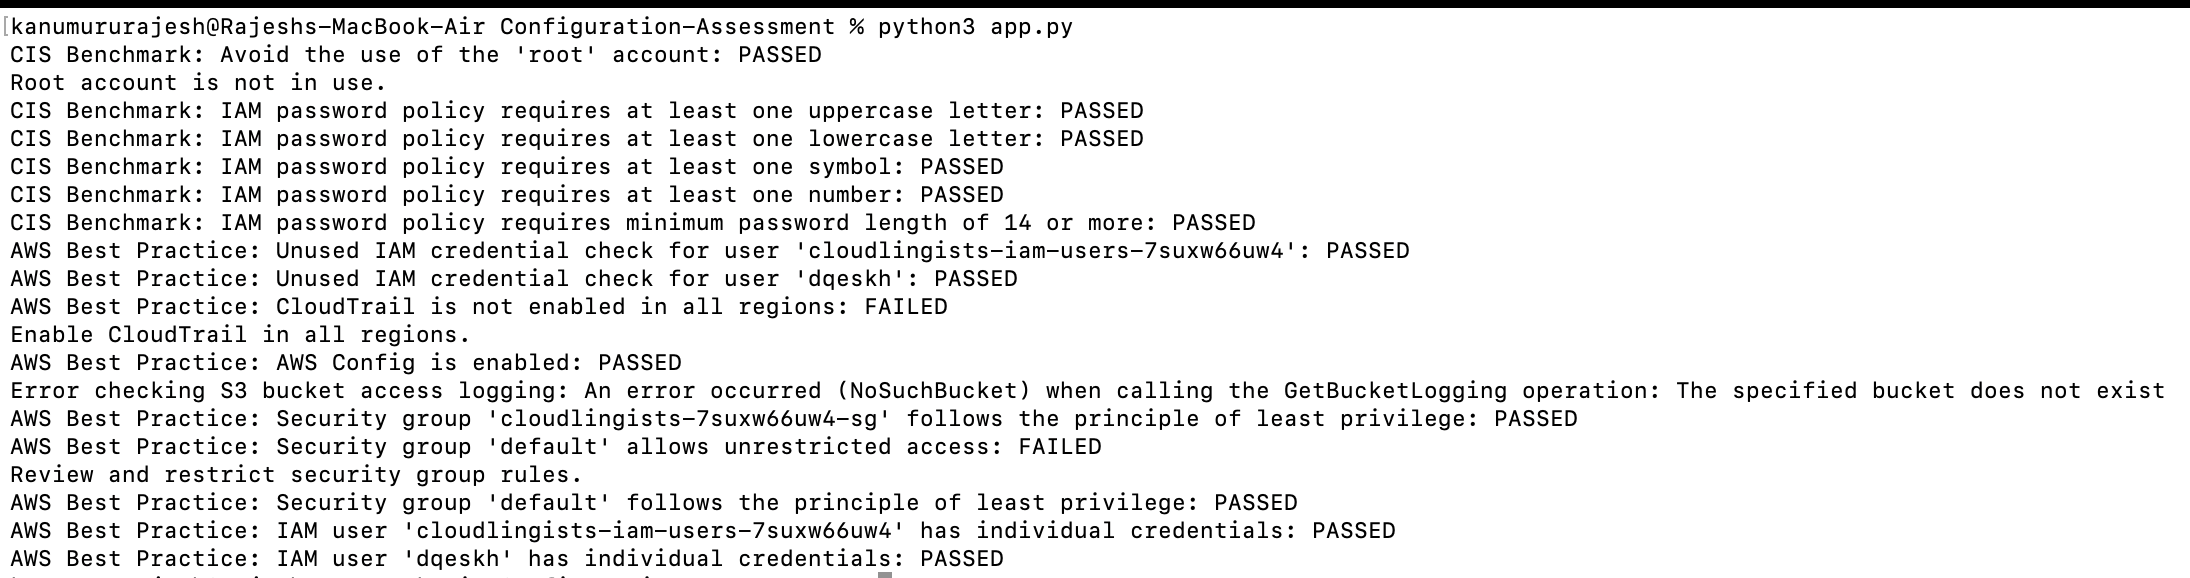 [kanumururajesh@Rajeshs-MacBook-Air Configuration-Assessment % python3 app.py
CIS Benchmark: Avoid the use of the 'root' account: PASSED
Root account is not in use.
CIS Benchmark: IAM password policy requires at least one uppercase letter: PASSED
CIS Benchmark: IAM password policy requires at least one lowercase letter: PASSED
CIS Benchmark: IAM password policy requires at least one symbol: PASSED
CIS Benchmark: IAM password policy requires at least one number: PASSED
CIS Benchmark: IAM password policy requires minimum password length of 14 or more: PASSED
AWS Best Practice: Unused IAM credential check for user 'cloudlingists-iam-users-7suxw66uw4': PASSED
AWS Best Practice: Unused IAM credential check for user 'dqeskh': PASSED
AWS Best Practice: CloudTrail is not enabled in all regions: FAILED
Enable CloudTrail in all regions.
AWS Best Practice: AWS Config is enabled: PASSED
Error checking S3 bucket access logging: An error occurred (NoSuchBucket) when calling the GetBucketLogging operation: The specified bucket does not exist
AWS Best Practice: Security group 'cloudlingists-7suxw66uw4-sg' follows the principle of least privilege: PASSED
AWS Best Practice: Security group 'default' allows unrestricted access: FAILED
Review and restrict security group rules.
AWS Best Practice: Security group 'default' follows the principle of least privilege: PASSED
AWS Best Practice: IAM user 'cloudlingists-iam-users-7suxw66uw4' has individual credentials: PASSED
AWS Best Practice: IAM user 'dqeskh' has individual credentials: PASSED